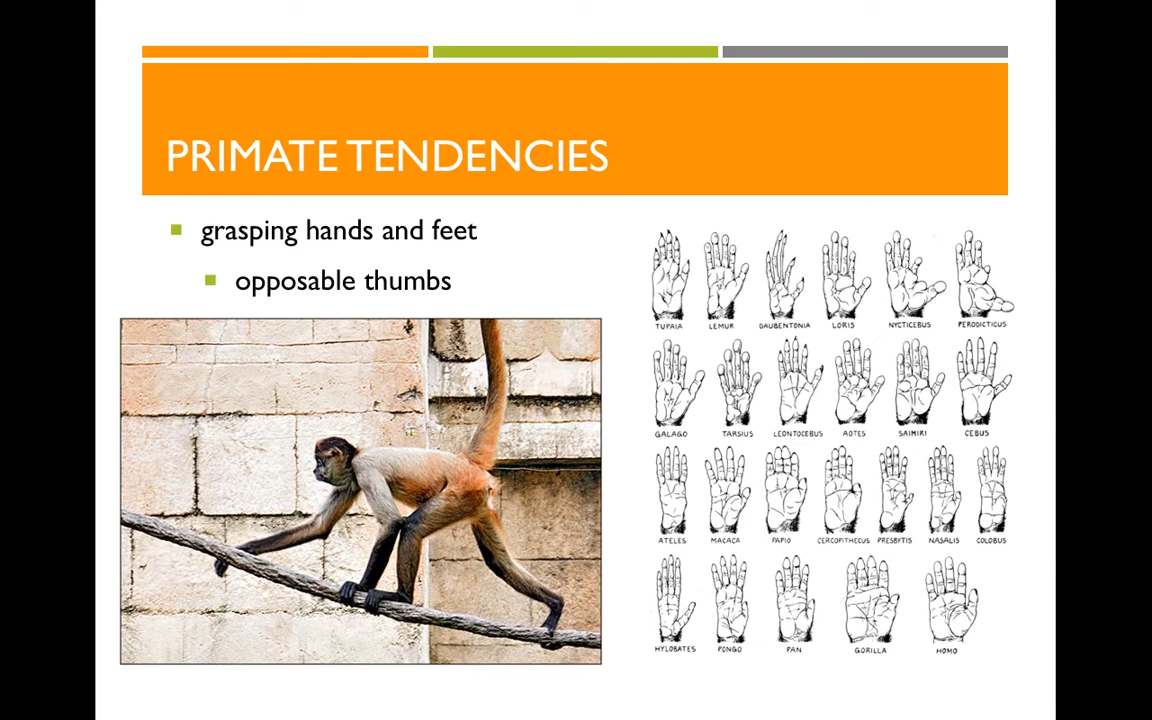 PRIMATE TENDENCIES
grasping hands and feet
opposable thumbs
TUPAIA LEMUR DAUBENTONIA LORIS NYCTICEBUS PERODICTICUS
GALAGO TARSIUS LEONTOCEBUS AOTES SAIMIRI CEBUS
ATELES MACACA PAPIO CERCOPITHECUS PRESBYTIS NASALIS COLOBUS
HYLOBATES PONGO PAN GORILLA HOMO